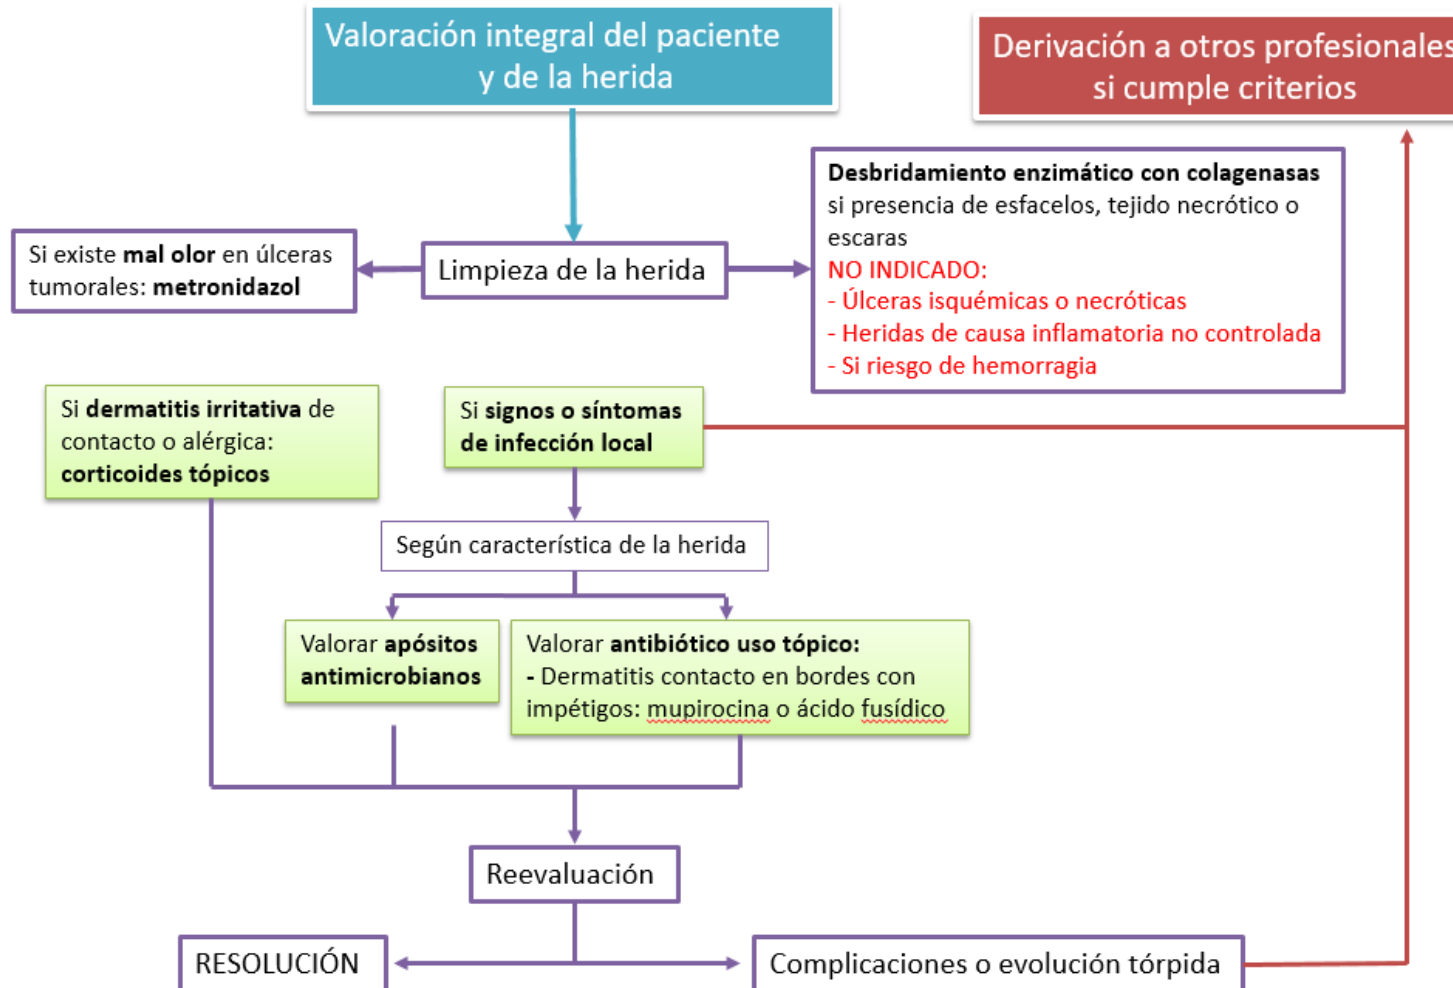 Valoración integral del paciente
y de la herida
Derivación a otros profesionales
si cumple criterios
Desbridamiento enzimático con colagenasas
si presencia de esfacelos, tejido necrótico o
escaras
NO INDICADO:
- Úlceras isquémicas o necróticas
- Heridas de causa inflamatoria no controlada
- Si riesgo de hemorragia
Si existe mal olor en úlceras
tumorales: metronidazol
Limpieza de la herida
Si dermatitis irritativa de
contacto o alérgica:
corticoides tópicos
Si signos o síntomas
de infección local
Según característica de la herida
Valorar apósitos
antimicrobianos
Valorar antibiótico uso tópico:
- Dermatitis contacto en bordes con
impétigos: mupirocina o ácido fusídico
Reevaluación
RESOLUCIÓN
Complicaciones o evolución tórpida